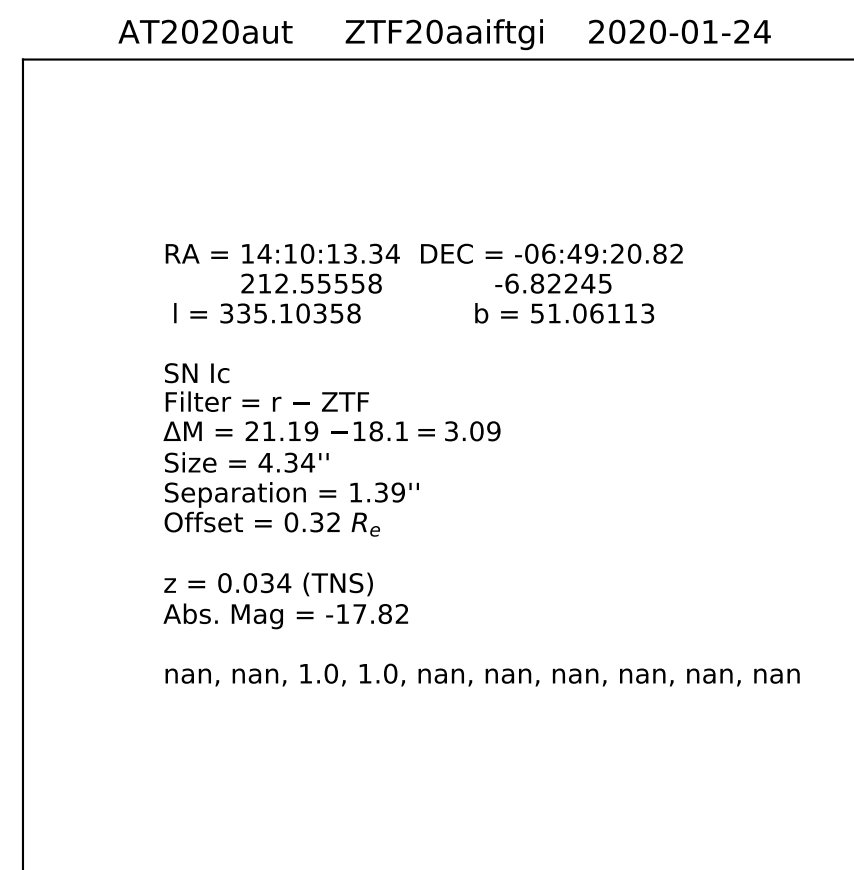 AT2020aut ZTF20aaiftgi 2020-01-24
RA = 14:10:13.34 DEC = -06:49:20.82
212.55558 -6.82245
l = 335.10358 b = 51.06113
SN Ic
Filter = r − ZTF
ΔM = 21.19 −18.1 = 3.09
Size = 4.34''
Separation = 1.39''
Offset = 0.32 Re
z = 0.034 (TNS)
Abs. Mag = -17.82
nan, nan, 1.0, 1.0, nan, nan, nan, nan, nan, nan